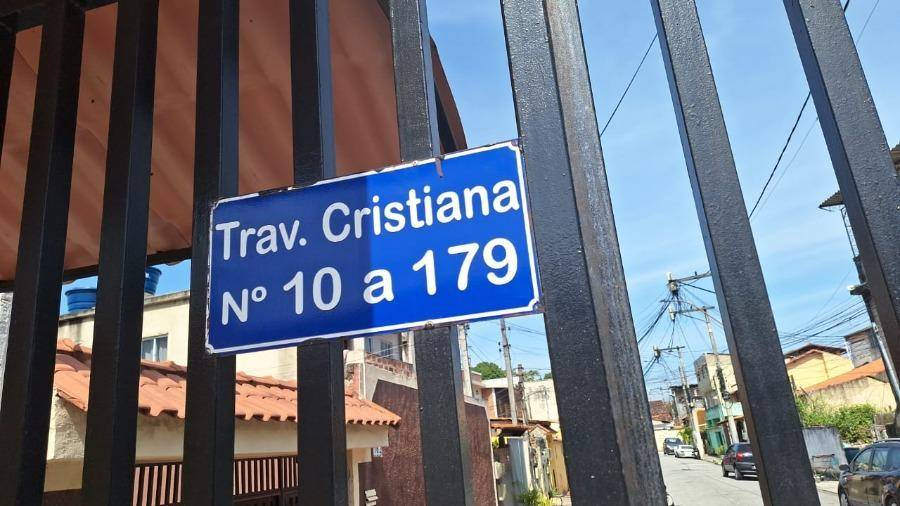 Trav. Cristiana
Nº 10 a 179